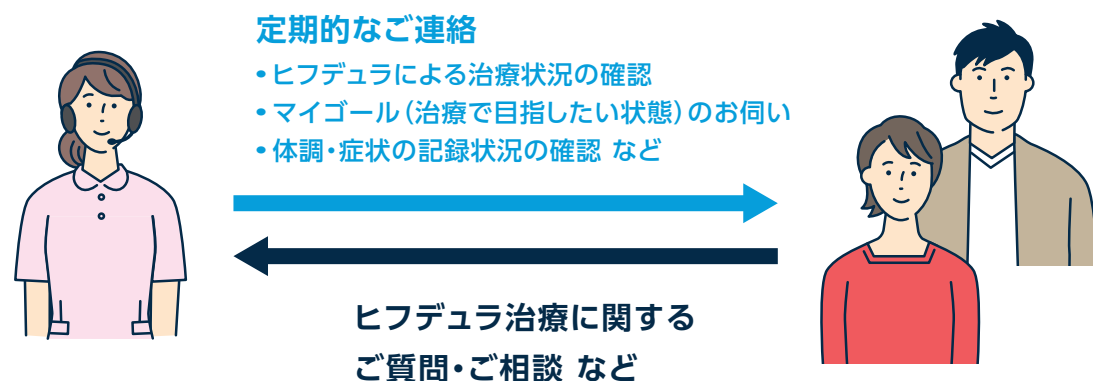 定期的なご連絡
•ヒフデュラによる治療状況の確認
•マイゴール(治療で目指したい状態)のお伺い
•体調・症状の記録状況の確認 など
ヒフデュラ治療に関する
ご質問・ご相談 など